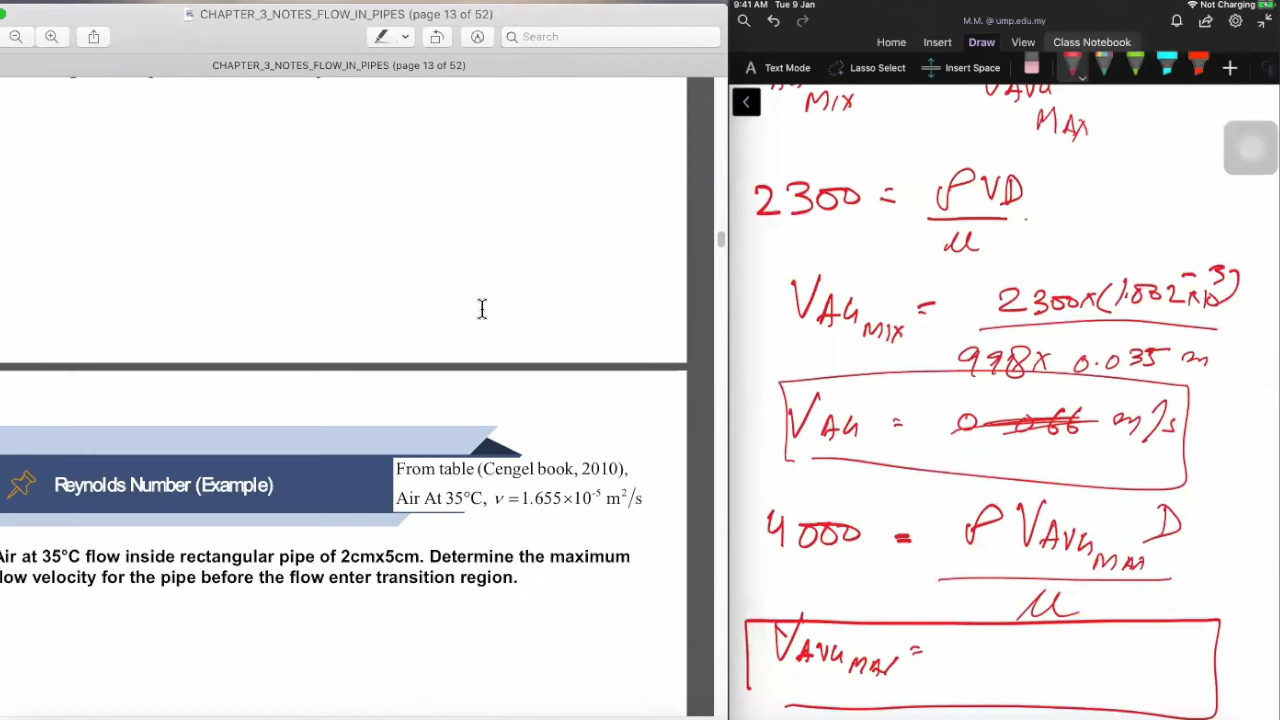 CHAPTER_3_NOTES_FLOW_IN_PIPES (page 13 of 52)
Search
CHAPTER_3_NOTES_FLOW_IN_PIPES (page 13 of 52)
Reynolds Number (Example)
From table (Cengel book, 2010),
Air At 35°C, ν = 1.655×10⁻⁵ m²/s
Air at 35°C flow inside rectangular pipe of 2cmx5cm. Determine the maximum
low velocity for the pipe before the flow enter transition region.
9:41 AM Tue 9 Jan
Not Charging
M.M. @ ump.edu.my
Home Insert Draw View Class Notebook
Text Mode Lasso Select Insert Space
MIX VAVG
MAX
2300 = ρVD
μ
VAVG MIX = 2300×(1.002×10⁻³)
998× 0.035 m
VAVG = 0.066 m/s
4000 = ρ VAVG MAX D
μ
VAVG MAX =